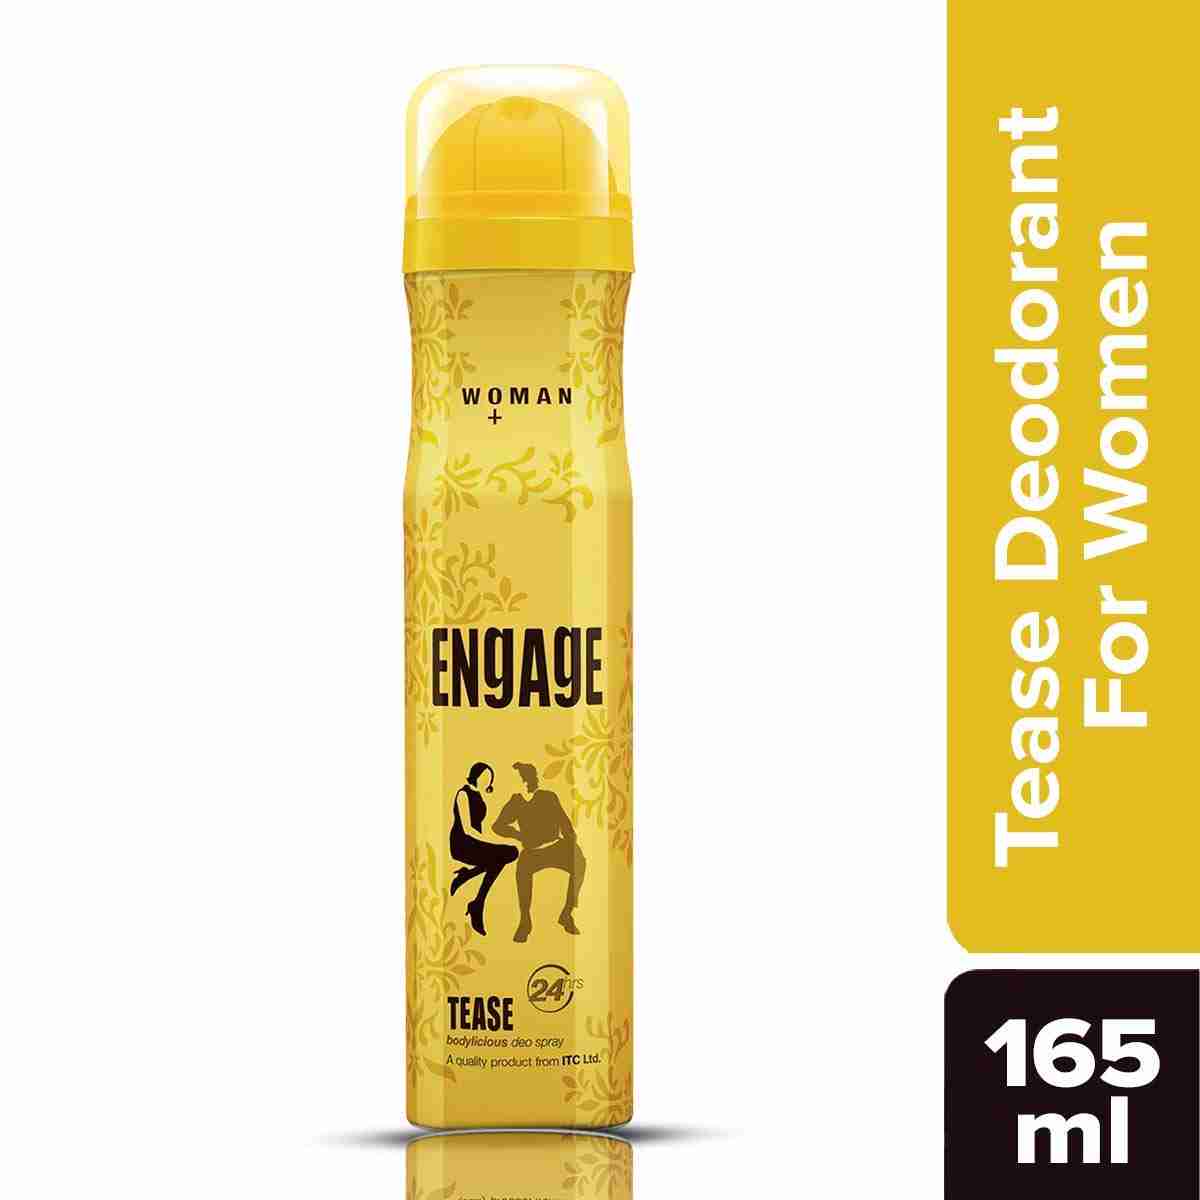 WOMAN
+
ENgAgE
TEASE
24hrs
bodylicious deo spray
A quality product from ITC Ltd.
Tease Deodorant
For Women
165
ml